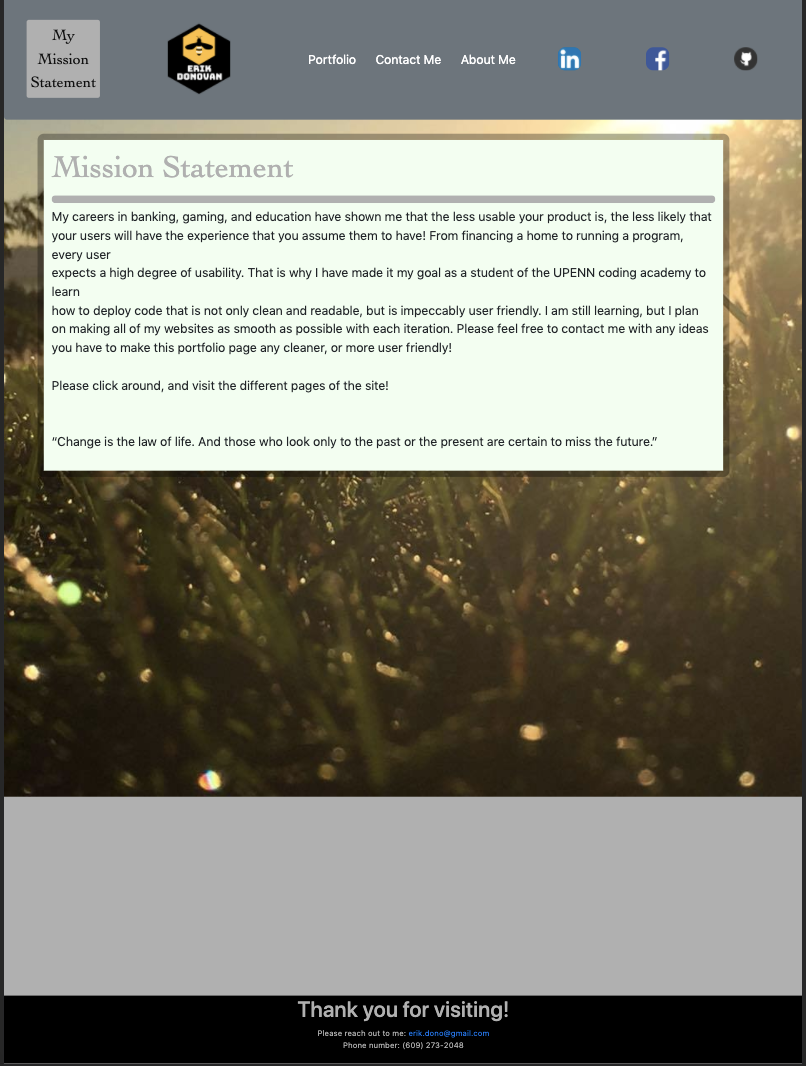 My
Mission
Statement
ERIK
DONOVAN
Portfolio
Contact Me
About Me
in
f
Mission Statement
My careers in banking, gaming, and education have shown me that the less usable your product is, the less likely that
your users will have the experience that you assume them to have! From financing a home to running a program,
every user
expects a high degree of usability. That is why I have made it my goal as a student of the UPENN coding academy to
learn
how to deploy code that is not only clean and readable, but is impeccably user friendly. I am still learning, but I plan
on making all of my websites as smooth as possible with each iteration. Please feel free to contact me with any ideas
you have to make this portfolio page any cleaner, or more user friendly!
Please click around, and visit the different pages of the site!
“Change is the law of life. And those who look only to the past or the present are certain to miss the future.”
Thank you for visiting!
Please reach out to me: erik.dono@gmail.com
Phone number: (609) 273-2048